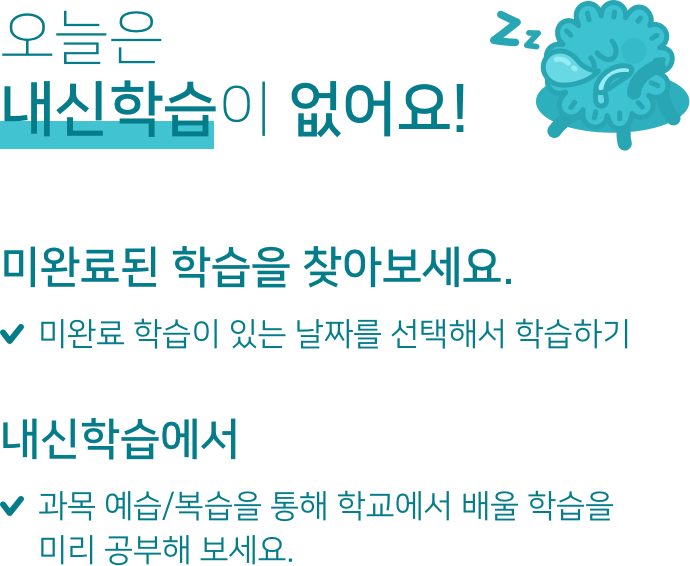 오늘은
내신학습이 없어요!
zz
미완료된 학습을 찾아보세요.
미완료 학습이 있는 날짜를 선택해서 학습하기
내신학습에서
과목 예습/복습을 통해 학교에서 배울 학습을
미리 공부해 보세요.